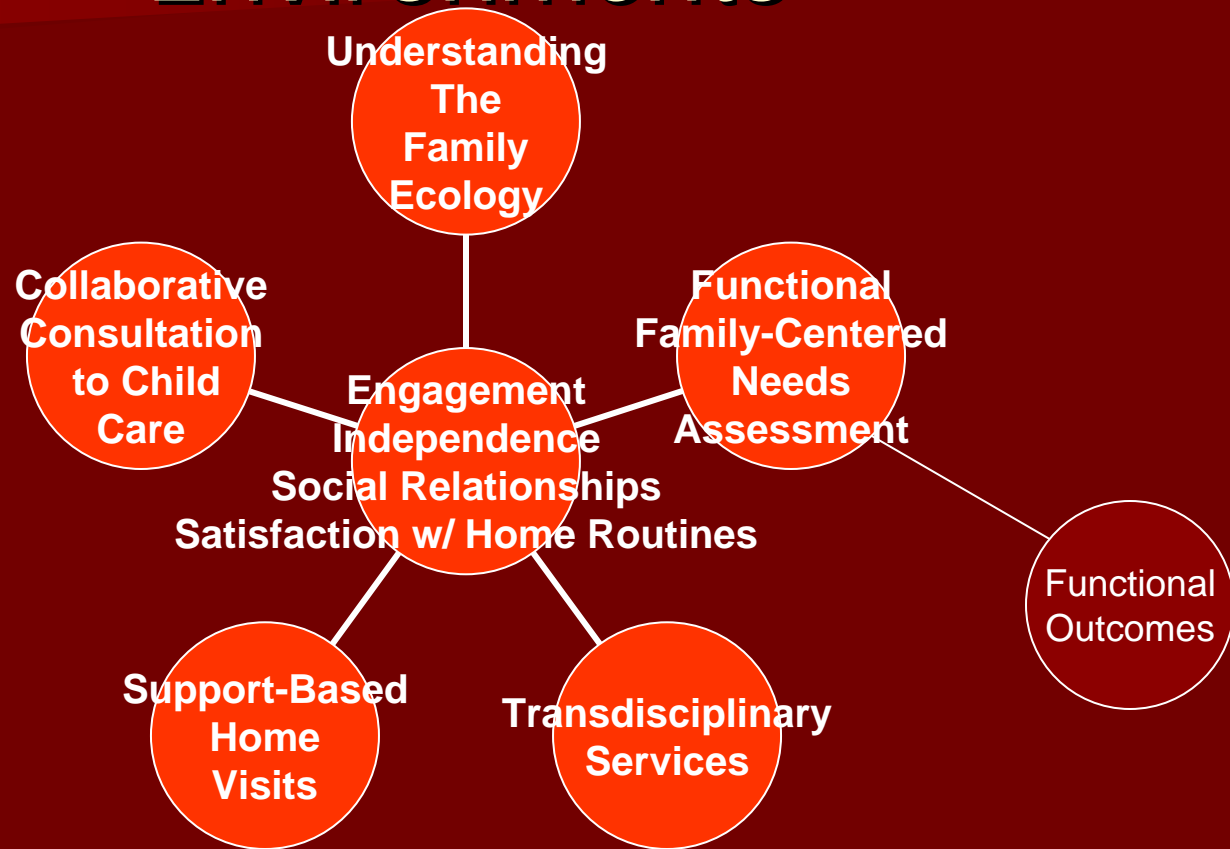 Environments
Understanding
The
Family
Ecology
Collaborative
Consultation
to Child
Care
Functional
Family-Centered
Needs
Assessment
Engagement
Independence
Social Relationships
Satisfaction w/ Home Routines
Functional
Outcomes
Support-Based
Home
Visits
Transdisciplinary
Services